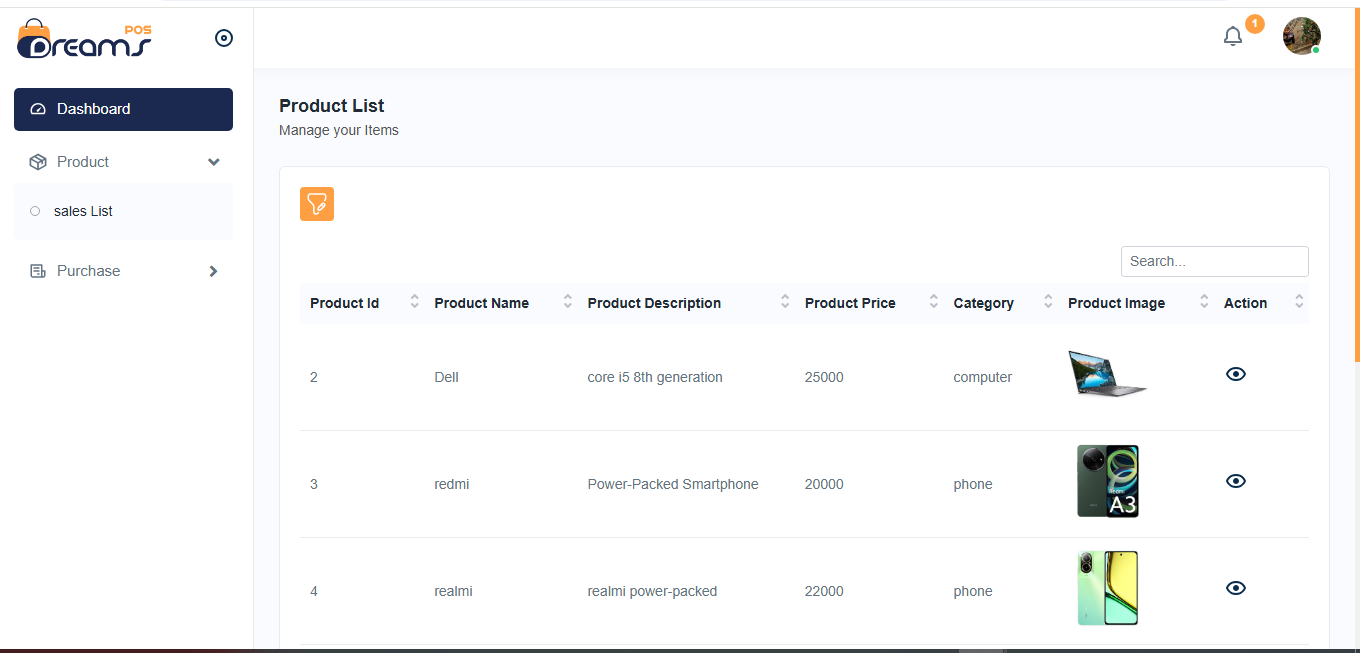 POS
Dreams
1
Dashboard
Product
sales List
Purchase
Product List
Manage your Items
Search...
Product Id Product Name Product Description Product Price Category Product Image Action
2 Dell core i5 8th generation 25000 computer
3 redmi Power-Packed Smartphone 20000 phone
Redmi
A3
4 realmi realmi power-packed 22000 phone